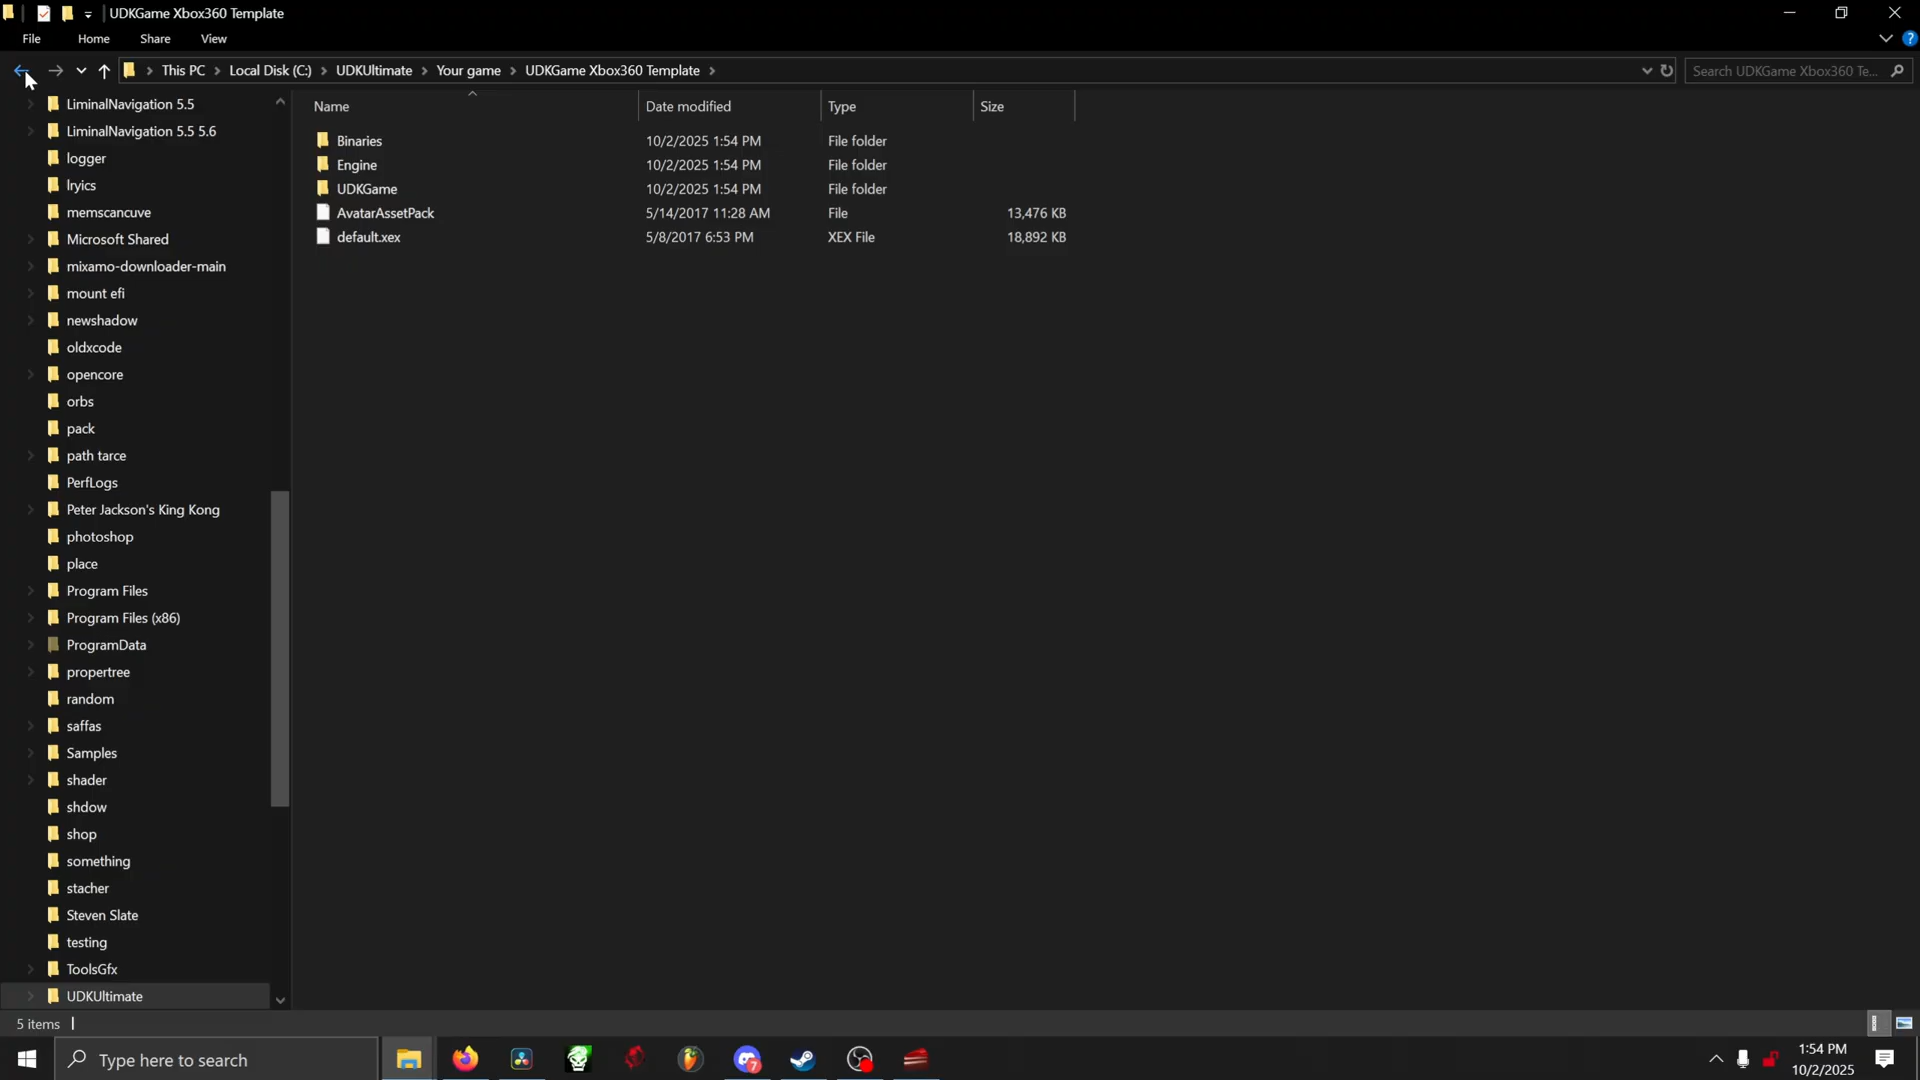 UDKGame Xbox360 Template
File Home Share View
This PC Local Disk (C:) UDKUltimate Your game UDKGame Xbox360 Template
Search UDKGame Xbox360 Te...
LiminalNavigation 5.5
LiminalNavigation 5.5 5.6
logger
lryics
memscancuve
Microsoft Shared
mixamo-downloader-main
mount efi
newshadow
oldxcode
opencore
orbs
pack
path tarce
PerfLogs
Peter Jackson's King Kong
photoshop
place
Program Files
Program Files (x86)
ProgramData
propertree
random
saffas
Samples
shader
shdow
shop
something
stacher
Steven Slate
testing
ToolsGfx
UDKUltimate
Name Date modified Type Size
Binaries 10/2/2025 1:54 PM File folder
Engine 10/2/2025 1:54 PM File folder
UDKGame 10/2/2025 1:54 PM File folder
AvatarAssetPack 5/14/2017 11:28 AM File 13,476 KB
default.xex 5/8/2017 6:53 PM XEX File 18,892 KB
5 items
Type here to search
7
1:54 PM
10/2/2025